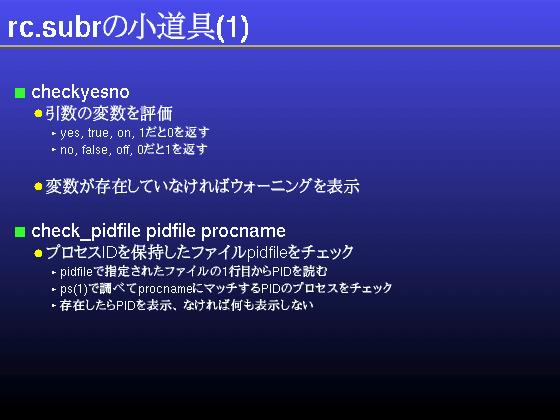 rc.subrの小道具(1)
checkyesno
引数の変数を評価
yes, true, on, 1だと0を返す
no, false, off, 0だと1を返す
変数が存在していなければウォーニングを表示
check_pidfile pidfile procname
プロセスIDを保持したファイルpidfileをチェック
pidfileで指定されたファイルの1行目からPIDを読む
ps(1)で調べてprocnameにマッチするPIDのプロセスをチェック
存在したらPIDを表示、なければ何も表示しない